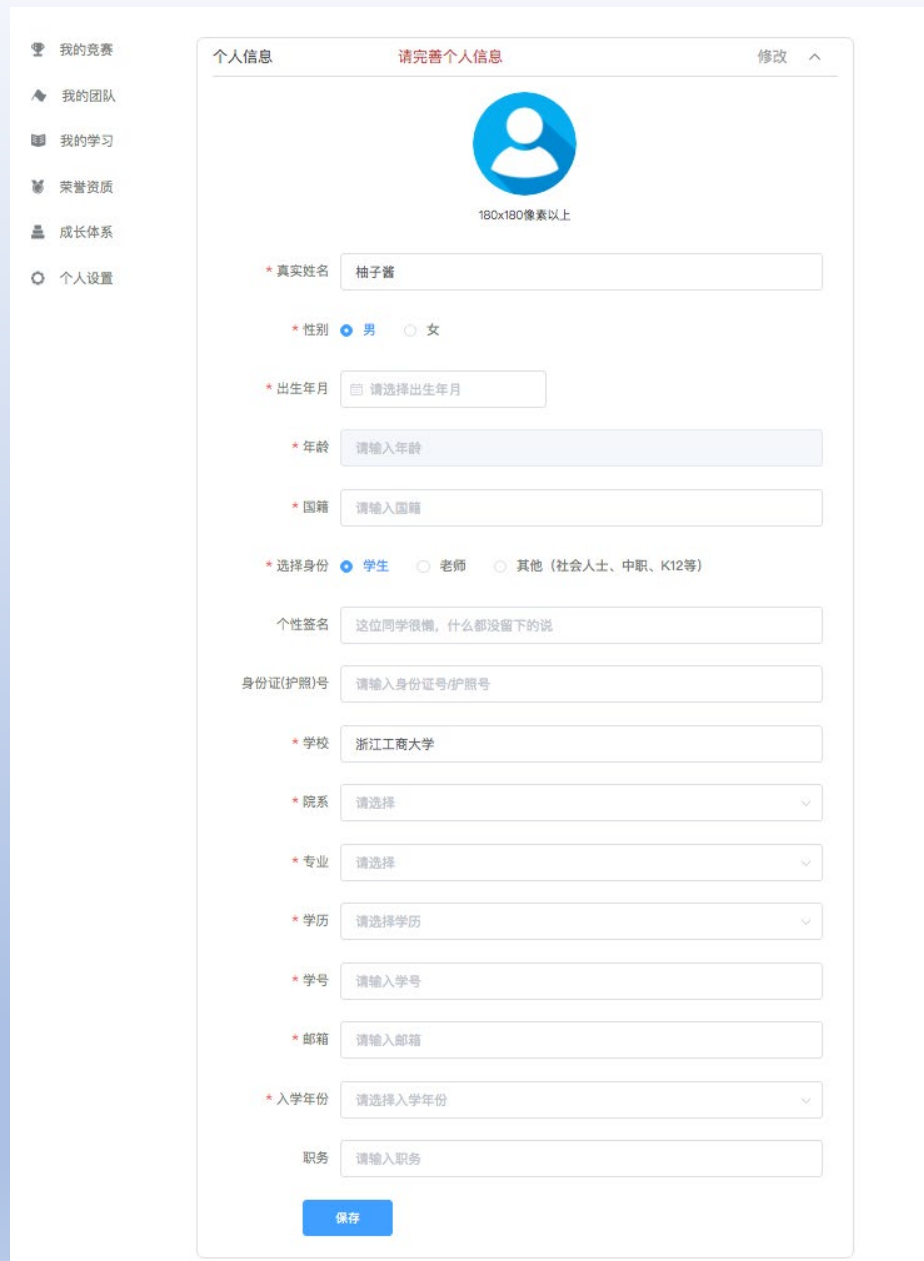 我的竞赛
我的团队
我的学习
荣誉资质
成长体系
个人设置
个人信息 请完善个人信息 修改
180x180像素以上
* 真实姓名 柚子酱
* 性别 男 女
* 出生年月 请选择出生年月
* 年龄 请输入年龄
* 国籍 请输入国籍
* 选择身份 学生 老师 其他（社会人士、中职、K12等）
个性签名 这位同学很懒，什么都没留下的说
身份证(护照)号 请输入身份证号/护照号
* 学校 浙江工商大学
* 院系 请选择
* 专业 请选择
* 学历 请选择学历
* 学号 请输入学号
* 邮箱 请输入邮箱
* 入学年份 请选择入学年份
职务 请输入职务
保存